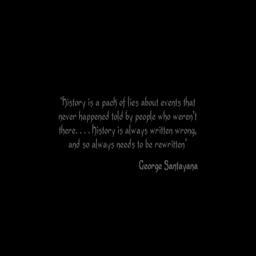 "History is a pack of lies about events that
never happened told by people who weren't
there. . . . History is always written wrong,
and so always needs to be rewritten"
George Santayana